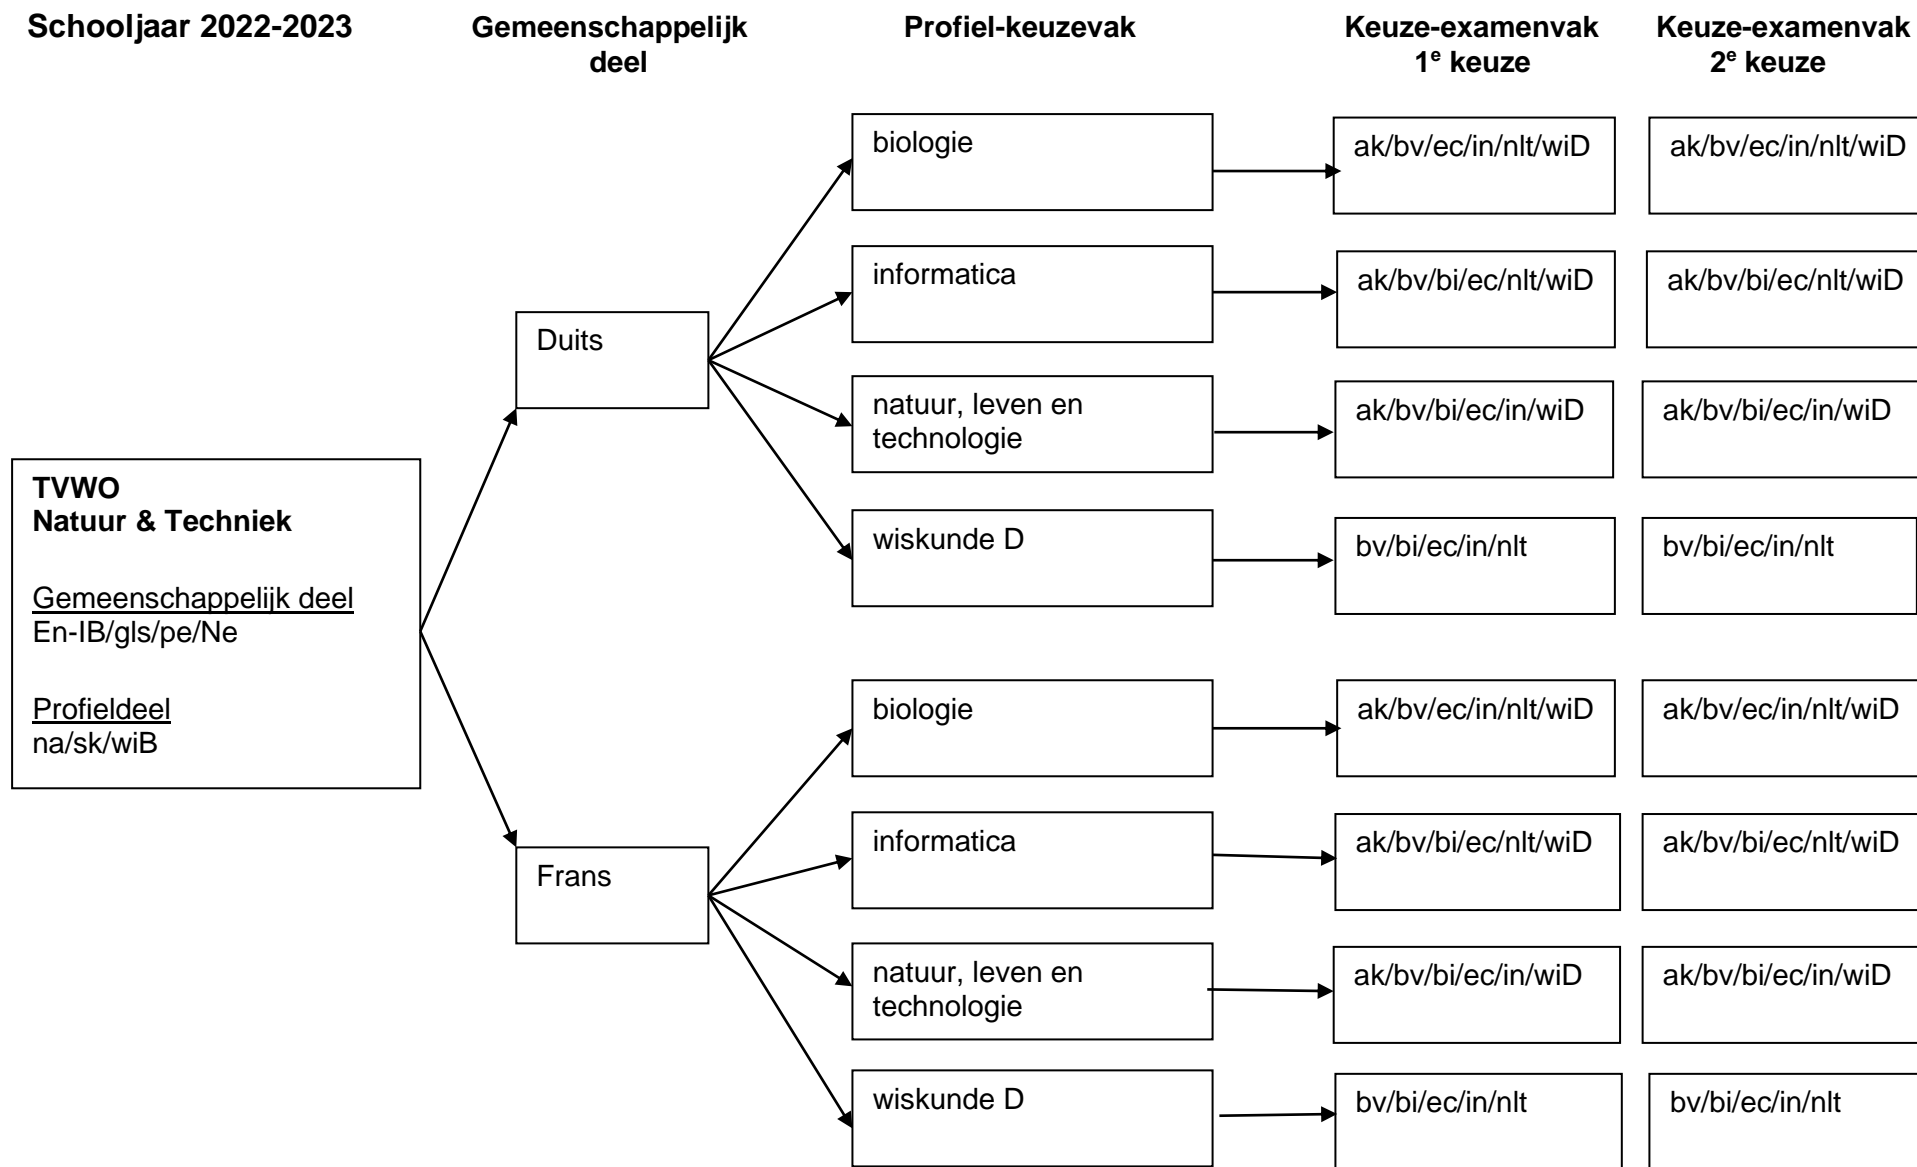 Schooljaar 2022-2023
Gemeenschappelijk
deel
Profiel-keuzevak
Keuze-examenvak
1e keuze
Keuze-examenvak
2e keuze
TVWO
Natuur & Techniek
Gemeenschappelijk deel
En-IB/gls/pe/Ne
Profieldeel
na/sk/wiB
Duits
biologie
ak/bv/ec/in/nlt/wiD
ak/bv/ec/in/nlt/wiD
informatica
ak/bv/bi/ec/nlt/wiD
ak/bv/bi/ec/nlt/wiD
natuur, leven en
technologie
ak/bv/bi/ec/in/wiD
ak/bv/bi/ec/in/wiD
wiskunde D
bv/bi/ec/in/nlt
bv/bi/ec/in/nlt
Frans
biologie
ak/bv/ec/in/nlt/wiD
ak/bv/ec/in/nlt/wiD
informatica
ak/bv/bi/ec/nlt/wiD
ak/bv/bi/ec/nlt/wiD
natuur, leven en
technologie
ak/bv/bi/ec/in/wiD
ak/bv/bi/ec/in/wiD
wiskunde D
bv/bi/ec/in/nlt
bv/bi/ec/in/nlt